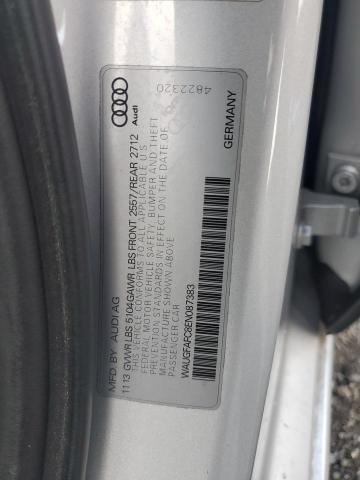 Audi
4822320
MFD BY AUDI AG
11 13 GVWR LBS 5104/GAWR LBS FRONT 2557/REAR 2712
THIS VEHICLE CONFORMS TO ALL APPLICABLE U S
FEDERAL MOTOR VEHICLE SAFETY, BUMPER AND THEFT
PREVENTION STANDARDS IN EFFECT ON THE DATE OF
MANUFACTURE SHOWN ABOVE
PASSENGER CAR
WAUGFAFC8EN087383
GERMANY